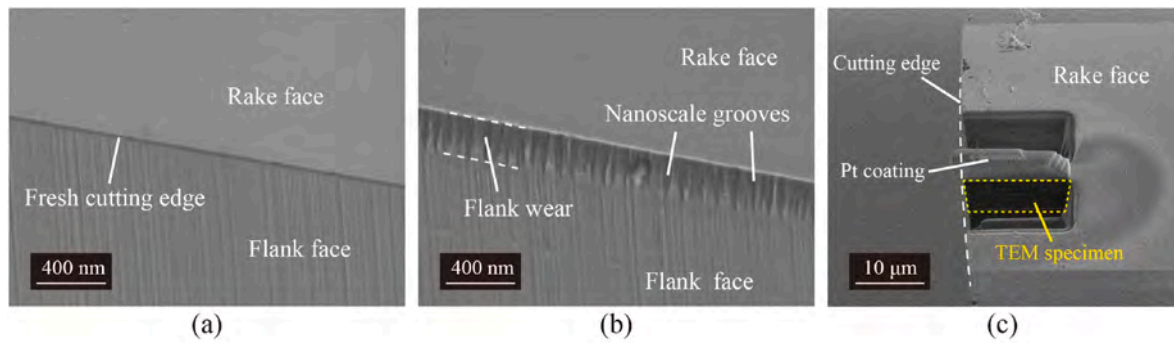 Rake face
Fresh cutting edge
Flank face
400 nm
(a)
Rake face
Nanoscale grooves
Flank wear
400 nm
Flank face
(b)
Cutting edge
Rake face
Pt coating
TEM specimen
10 μm
(c)